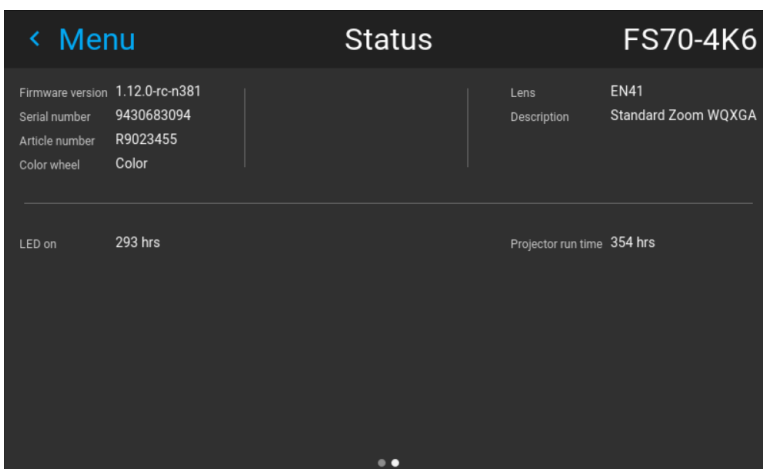 < Menu Status FS70-4K6
Firmware version 1.12.0-rc-n381
Serial number 9430683094
Article number R9023455
Color wheel Color
Lens EN41
Description Standard Zoom WQXGA
LED on 293 hrs
Projector run time 354 hrs